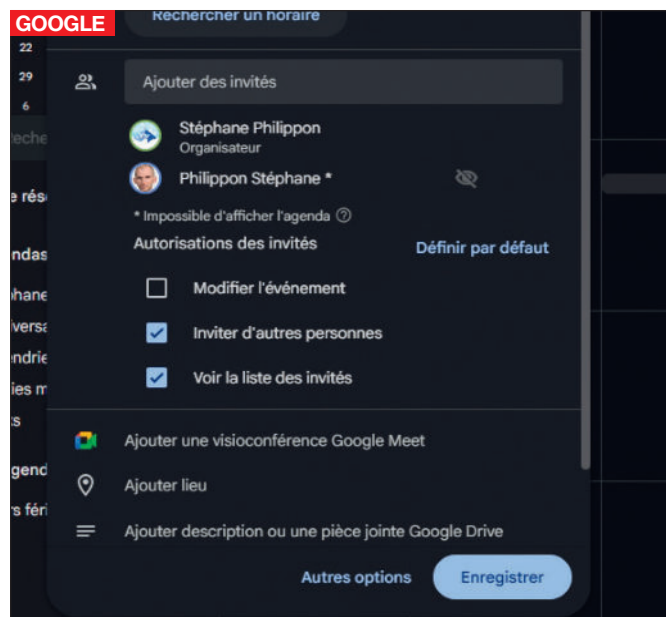 GOOGLE
Rechercher un horaire
22
29
6
Ajouter des invités
Stéphane Philippon
Organisateur
Philippon Stéphane *
* Impossible d'afficher l'agenda
Autorisations des invités
Définir par défaut
Modifier l'événement
Inviter d'autres personnes
Voir la liste des invités
Ajouter une visioconférence Google Meet
Ajouter lieu
Ajouter description ou une pièce jointe Google Drive
Autres options
Enregistrer